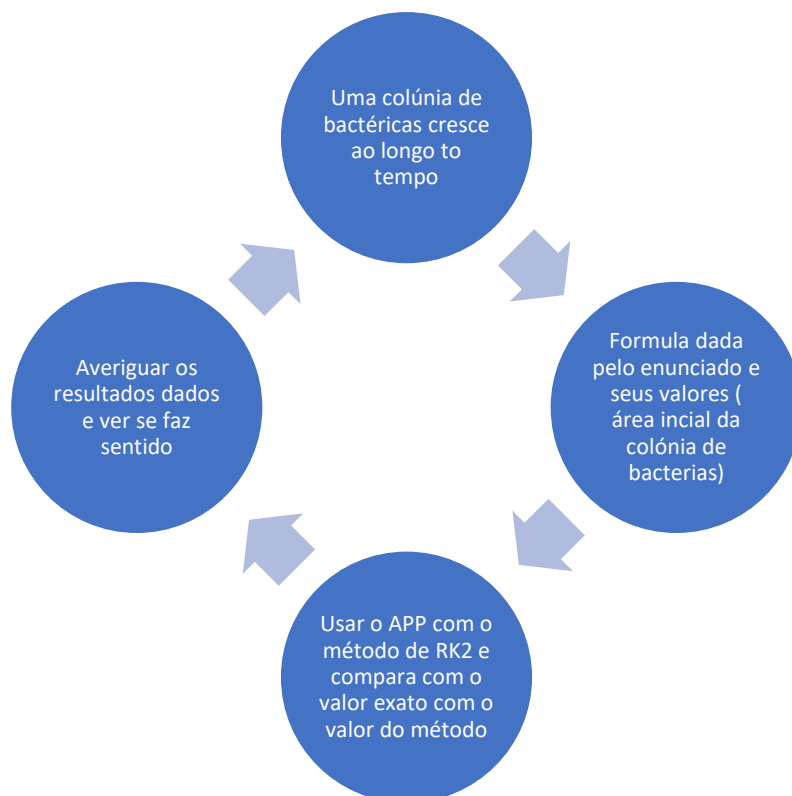 Uma colúnia de
bactéricas cresce
ao longo to
tempo
Formula dada
pelo enunciado e
seus valores (
área incial da
colónia de
bacterias)
Usar o APP com o
método de RK2 e
compara com o
valor exato com o
valor do método
Averiguar os
resultados dados
e ver se faz
sentido